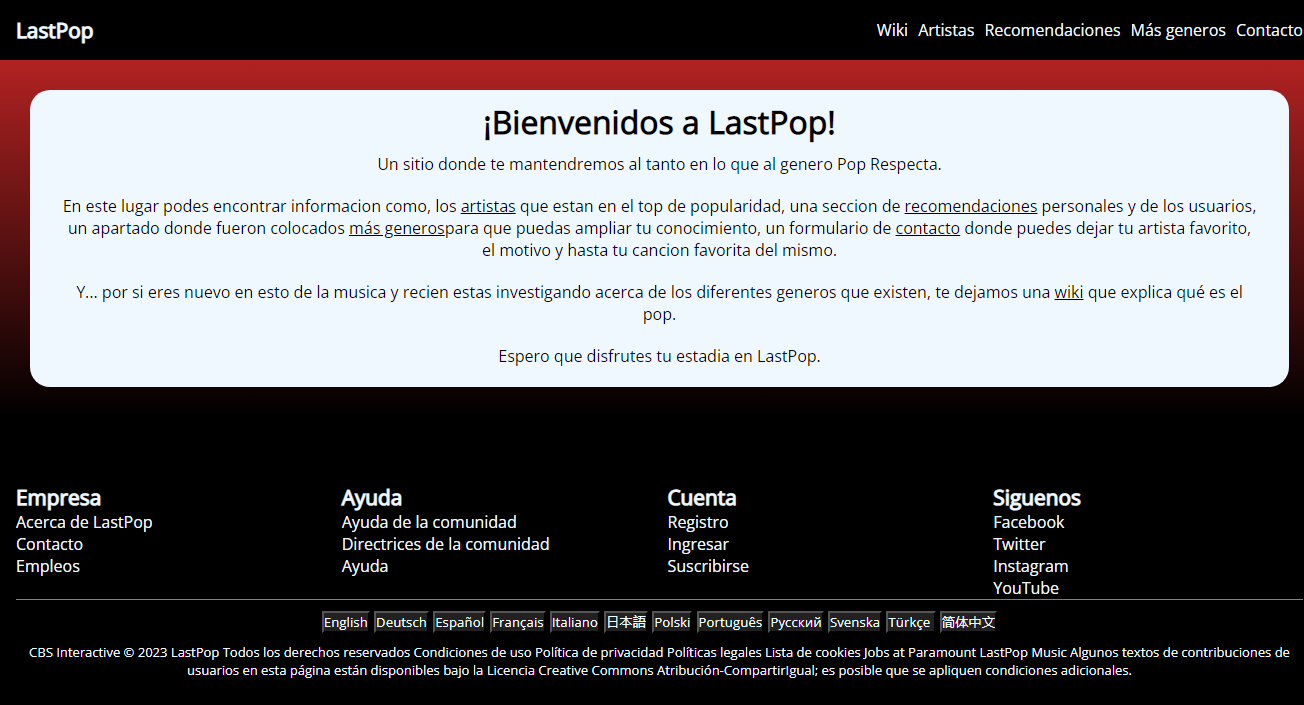 LastPop
Wiki Artistas Recomendaciones Más generos Contacto
¡Bienvenidos a LastPop!
Un sitio donde te mantendremos al tanto en lo que al genero Pop Respecta.
En este lugar podes encontrar informacion como, los artistas que estan en el top de popularidad, una seccion de recomendaciones personales y de los usuarios,
un apartado donde fueron colocados más generospara que puedas ampliar tu conocimiento, un formulario de contacto donde puedes dejar tu artista favorito,
el motivo y hasta tu cancion favorita del mismo.
Y... por si eres nuevo en esto de la musica y recien estas investigando acerca de los diferentes generos que existen, te dejamos una wiki que explica qué es el
pop.
Espero que disfrutes tu estadia en LastPop.
Empresa
Acerca de LastPop
Contacto
Empleos
Ayuda
Ayuda de la comunidad
Directrices de la comunidad
Ayuda
Cuenta
Registro
Ingresar
Suscribirse
Siguenos
Facebook
Twitter
Instagram
YouTube
English Deutsch Español Français Italiano 日本語 Polski Português Русский Svenska Türkçe 简体中文
CBS Interactive © 2023 LastPop Todos los derechos reservados Condiciones de uso Política de privacidad Políticas legales Lista de cookies Jobs at Paramount LastPop Music Algunos textos de contribuciones de
usuarios en esta página están disponibles bajo la Licencia Creative Commons Atribución-CompartirIgual; es posible que se apliquen condiciones adicionales.